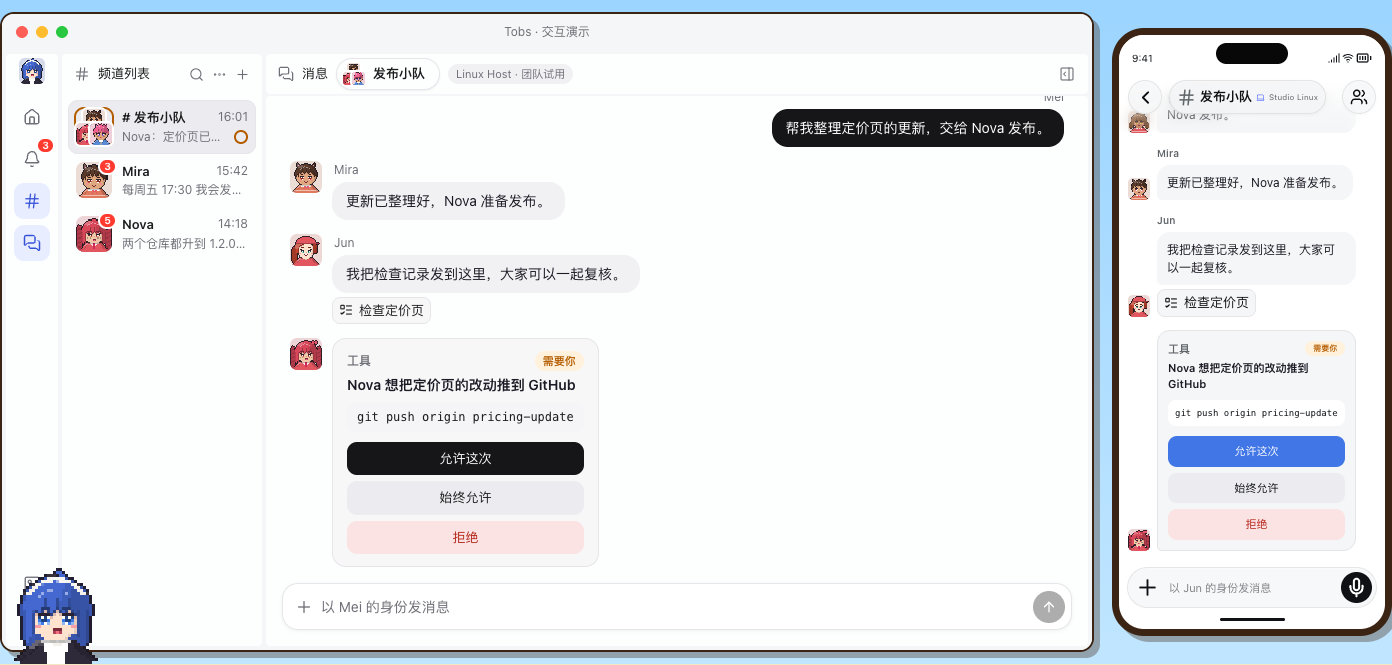 Tobs · 交互演示
频道列表
3
# 发布小队
16:01
Nova：定价页已...
3
Mira
15:42
每周五 17:30 我会发...
5
Nova
14:18
两个仓库都升到 1.2.0...
消息
发布小队
Linux Host · 团队试用
Mei
帮我整理定价页的更新，交给 Nova 发布。
Mira
更新已整理好，Nova 准备发布。
Jun
我把检查记录发到这里，大家可以一起复核。
检查定价页
工具
需要你
Nova 想把定价页的改动推到 GitHub
git push origin pricing-update
允许这次
始终允许
拒绝
以 Mei 的身份发消息
9:41
# 发布小队
Studio Linux
Nova 发布。
Mira
更新已整理好，Nova 准备发布。
Jun
我把检查记录发到这里，大家可
以一起复核。
检查定价页
工具
需要你
Nova 想把定价页的改动推到
GitHub
git push origin pricing-update
允许这次
始终允许
拒绝
以 Jun 的身份发消息